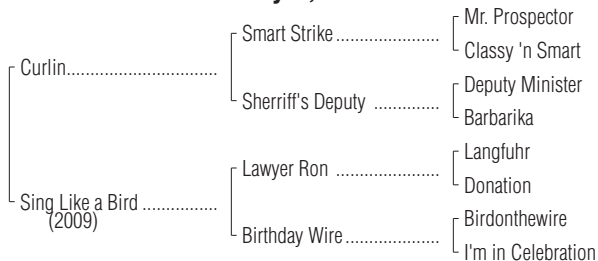 Mr. Prospector
Smart Strike....................
Classy 'n Smart
Curlin................................
Deputy Minister
Sherriff's Deputy ..............
Barbarika
Langfuhr
Lawyer Ron ......................
Donation
Sing Like a Bird ................
(2009)
Birdonthewire
Birthday Wire....................
I'm in Celebration